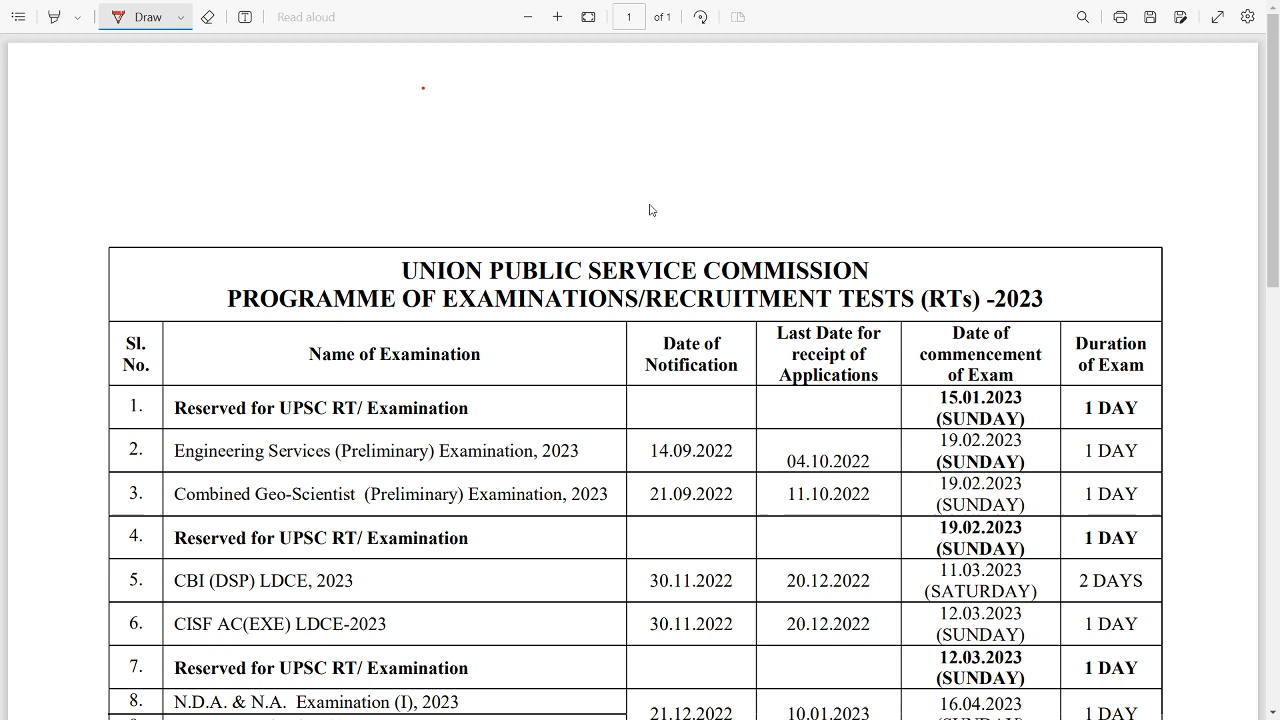 Draw
Read aloud
1 of 1
UNION PUBLIC SERVICE COMMISSION
PROGRAMME OF EXAMINATIONS/RECRUITMENT TESTS (RTs) -2023
Sl. No. Name of Examination Date of Notification Last Date for receipt of Applications Date of commencement of Exam Duration of Exam
1. Reserved for UPSC RT/ Examination 15.01.2023 (SUNDAY) 1 DAY
2. Engineering Services (Preliminary) Examination, 2023 14.09.2022 04.10.2022 19.02.2023 (SUNDAY) 1 DAY
3. Combined Geo-Scientist (Preliminary) Examination, 2023 21.09.2022 11.10.2022 19.02.2023 (SUNDAY) 1 DAY
4. Reserved for UPSC RT/ Examination 19.02.2023 (SUNDAY) 1 DAY
5. CBI (DSP) LDCE, 2023 30.11.2022 20.12.2022 11.03.2023 (SATURDAY) 2 DAYS
6. CISF AC(EXE) LDCE-2023 30.11.2022 20.12.2022 12.03.2023 (SUNDAY) 1 DAY
7. Reserved for UPSC RT/ Examination 12.03.2023 (SUNDAY) 1 DAY
8. N.D.A. & N.A. Examination (I), 2023 21.12.2022 10.01.2023 16.04.2023 1 DAY